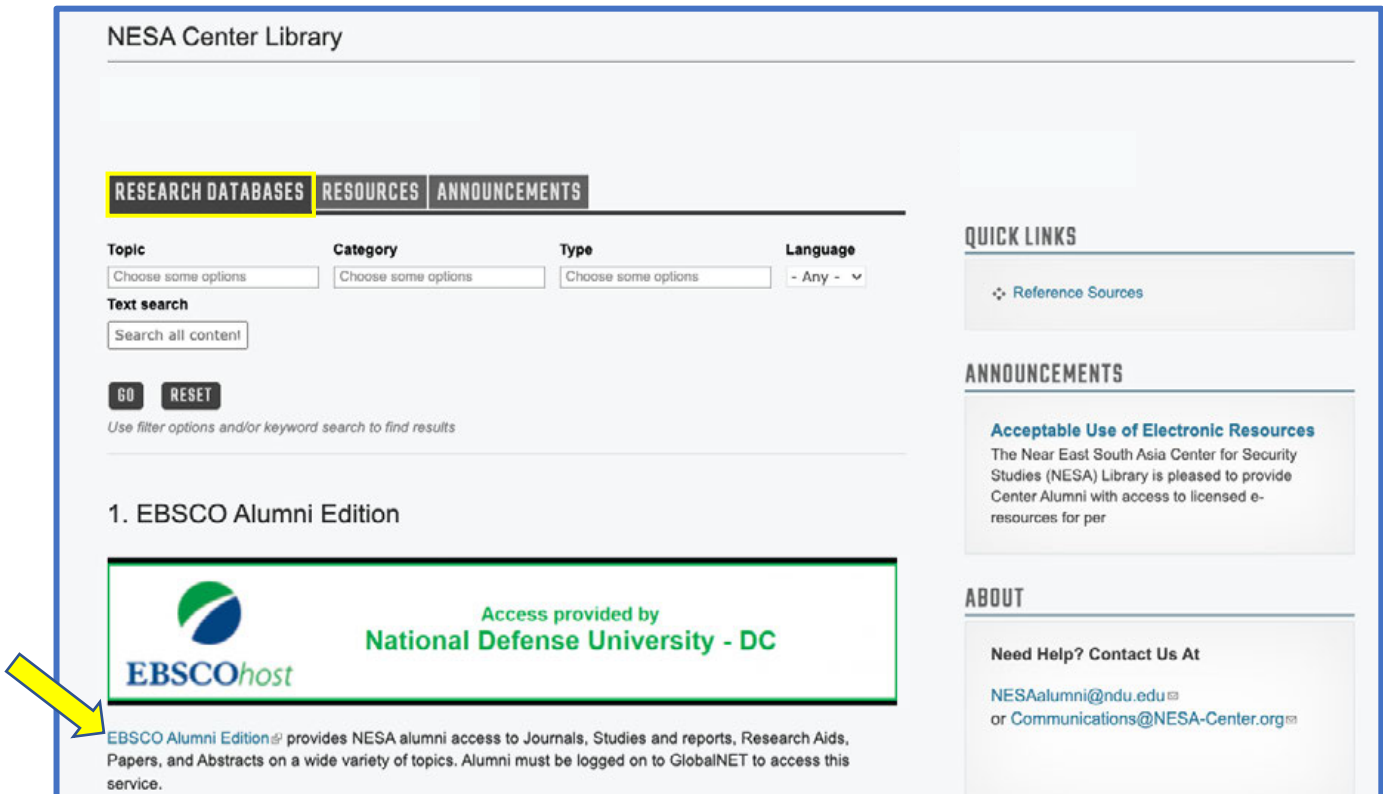 NESA Center Library
RESEARCH DATABASES RESOURCES ANNOUNCEMENTS
Topic Category Type Language
Choose some options Choose some options Choose some options - Any -
Text search
Search all content
GO RESET
Use filter options and/or keyword search to find results
1. EBSCO Alumni Edition
EBSCOhost
Access provided by
National Defense University - DC
EBSCO Alumni Edition provides NESA alumni access to Journals, Studies and reports, Research Aids,
Papers, and Abstracts on a wide variety of topics. Alumni must be logged on to GlobalNET to access this
service.
QUICK LINKS
Reference Sources
ANNOUNCEMENTS
Acceptable Use of Electronic Resources
The Near East South Asia Center for Security
Studies (NESA) Library is pleased to provide
Center Alumni with access to licensed e-
resources for per
ABOUT
Need Help? Contact Us At
NESAalumni@ndu.edu
or Communications@NESA-Center.org